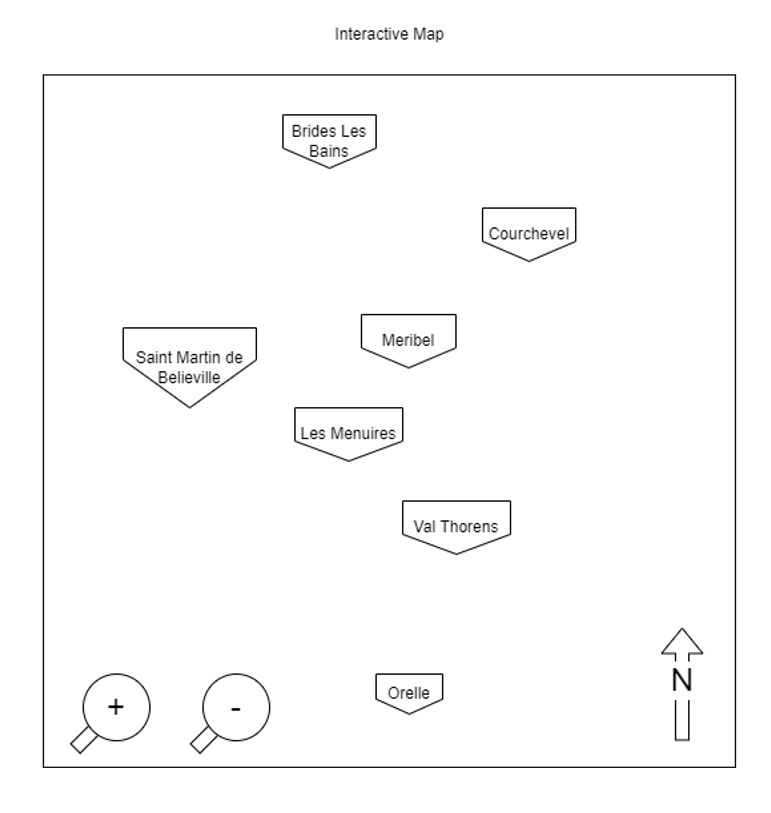 Interactive Map
Brides Les
Bains
Courchevel
Meribel
Saint Martin de
Believille
Les Menuires
Val Thorens
N
Orelle
+
-